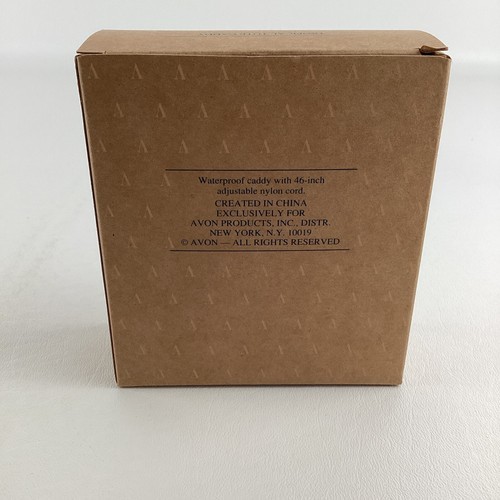 Waterproof caddy with 46-inch
adjustable nylon cord.
CREATED IN CHINA
EXCLUSIVELY FOR
AVON PRODUCTS, INC., DISTR.
NEW YORK, N.Y. 10019
© AVON — ALL RIGHTS RESERVED